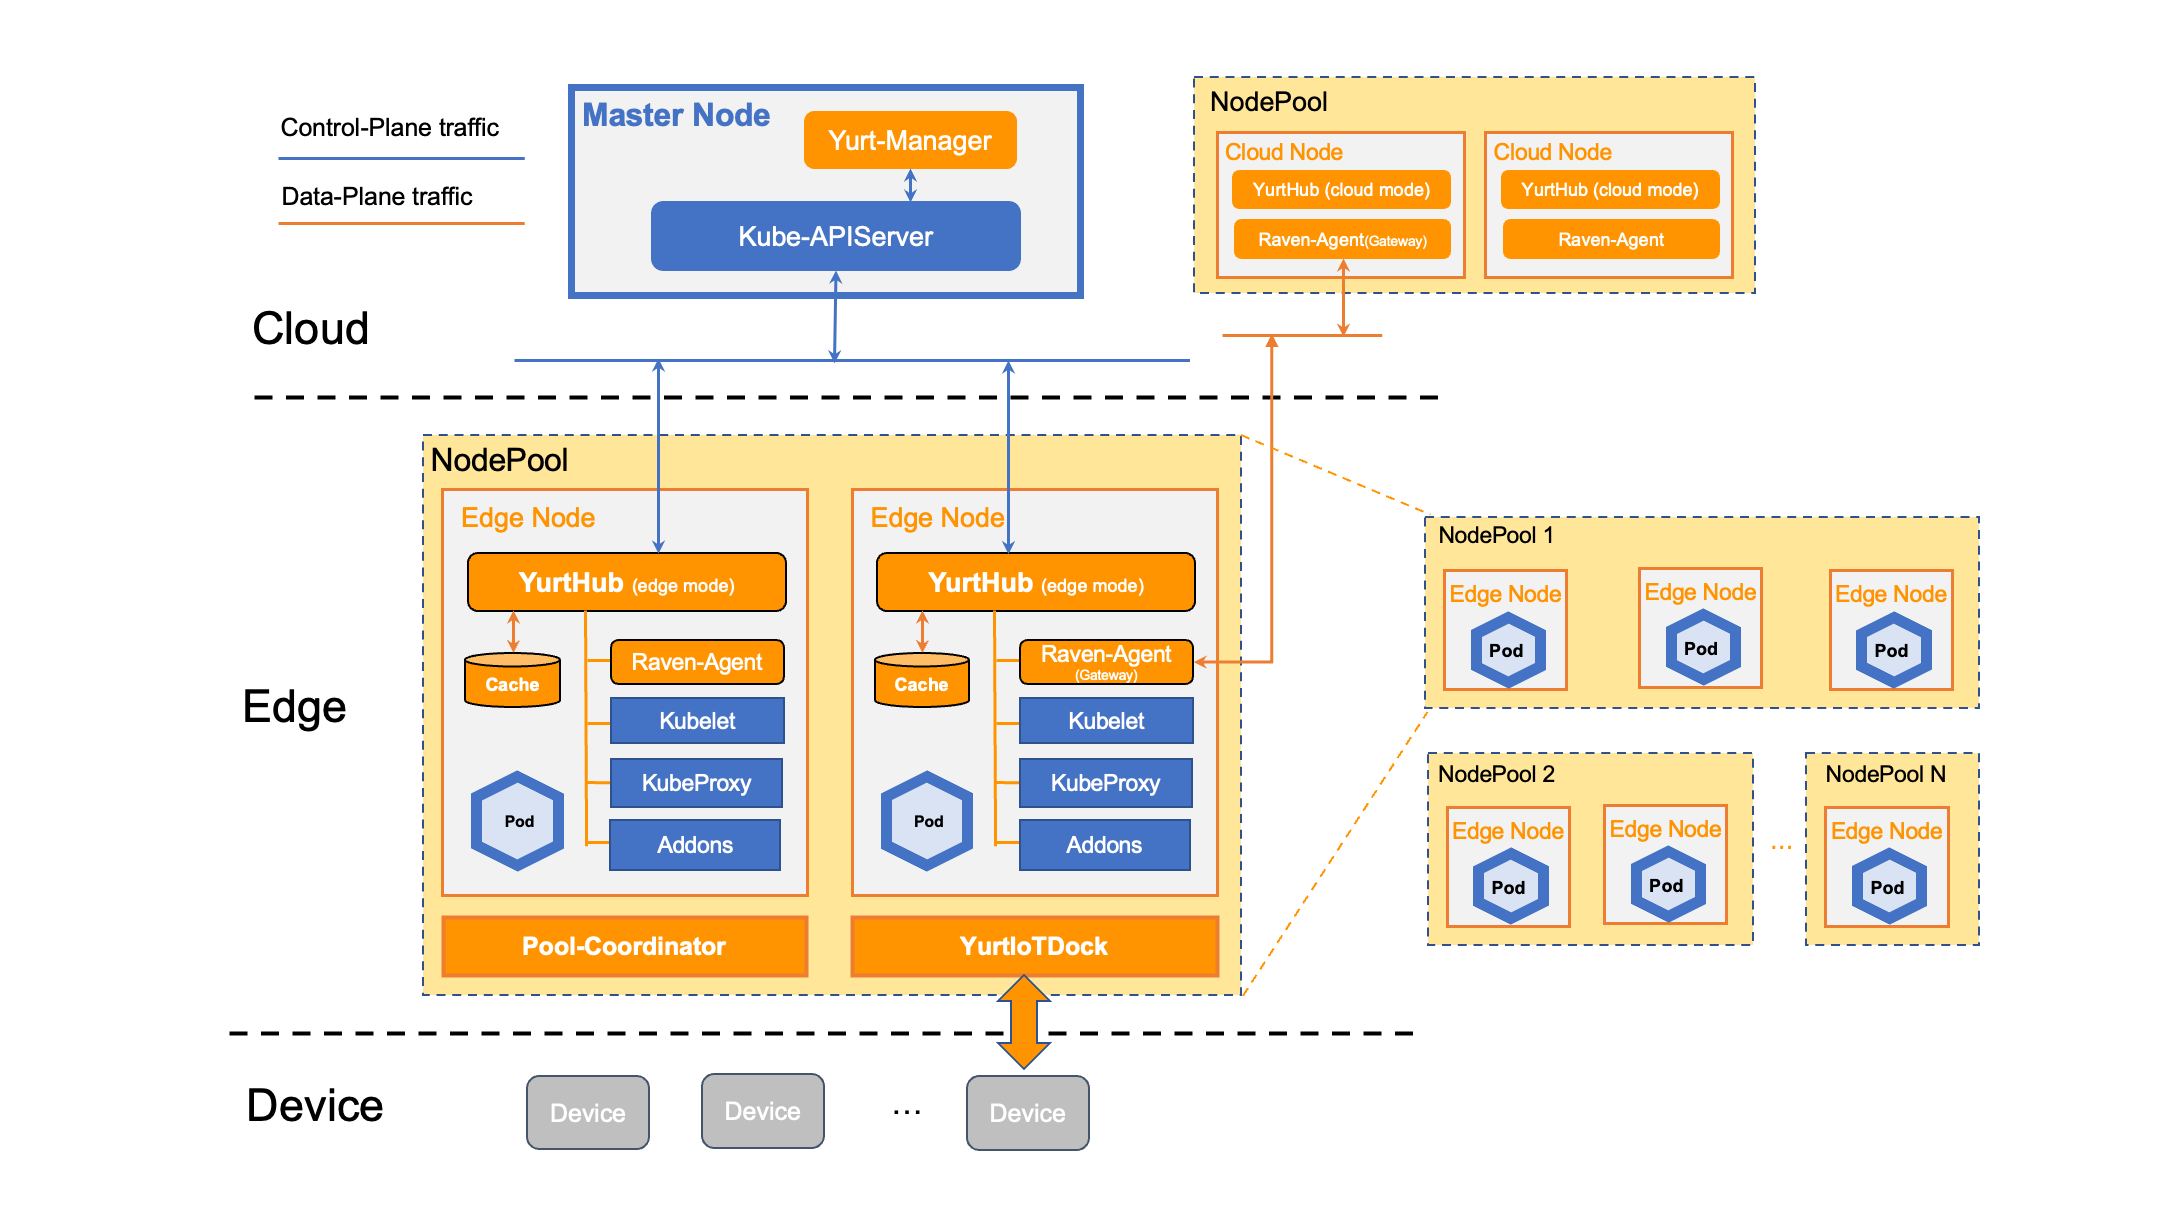 Control-Plane traffic
Data-Plane traffic
Master Node
Yurt-Manager
Kube-APIServer
NodePool
Cloud Node
YurtHub (cloud mode)
Raven-Agent(Gateway)
Cloud Node
YurtHub (cloud mode)
Raven-Agent
Cloud
Edge
NodePool
Edge Node
YurtHub (edge mode)
Cache
Raven-Agent
Kubelet
KubeProxy
Addons
Pod
Edge Node
YurtHub (edge mode)
Cache
Raven-Agent
(Gateway)
Kubelet
KubeProxy
Addons
Pod
Pool-Coordinator
YurtIoTDock
NodePool 1
Edge Node
Pod
Edge Node
Pod
Edge Node
Pod
NodePool 2
Edge Node
Pod
Edge Node
Pod
...
NodePool N
Edge Node
Pod
Device
Device
Device
...
Device